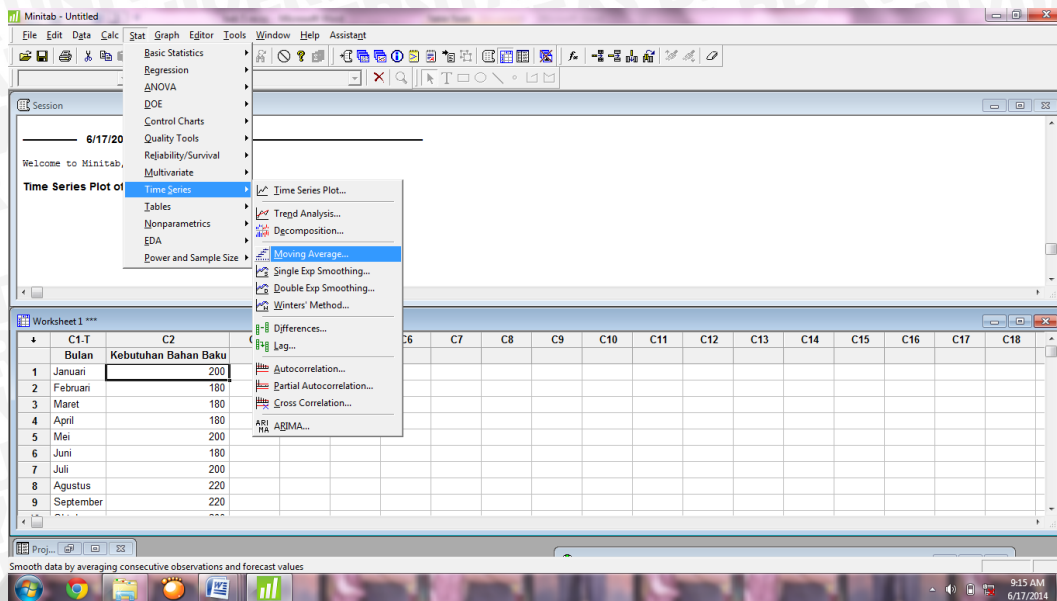 Minitab - Untitled
File Edit Data Calc Stat Graph Editor Tools Window Help Assistant
Basic Statistics
Regression
ANOVA
DOE
Control Charts
Quality Tools
Reliability/Survival
Multivariate
Time Series
Tables
Nonparametrics
EDA
Power and Sample Size
Time Series Plot...
Trend Analysis...
Decomposition...
Moving Average...
Single Exp Smoothing...
Double Exp Smoothing...
Winters' Method...
Differences...
Lag...
Autocorrelation...
Partial Autocorrelation...
Cross Correlation...
ARIMA...
Session
6/17/20
Welcome to Minitab,
Time Series Plot of
Worksheet 1 ***
C1-T C2 C6 C7 C8 C9 C10 C11 C12 C13 C14 C15 C16 C17 C18
Bulan Kebutuhan Bahan Baku
1 Januari 200
2 Februari 180
3 Maret 180
4 April 180
5 Mei 200
6 Juni 180
7 Juli 200
8 Agustus 220
9 September 220
Proj...
Smooth data by averaging consecutive observations and forecast values
9:15 AM
6/17/2014